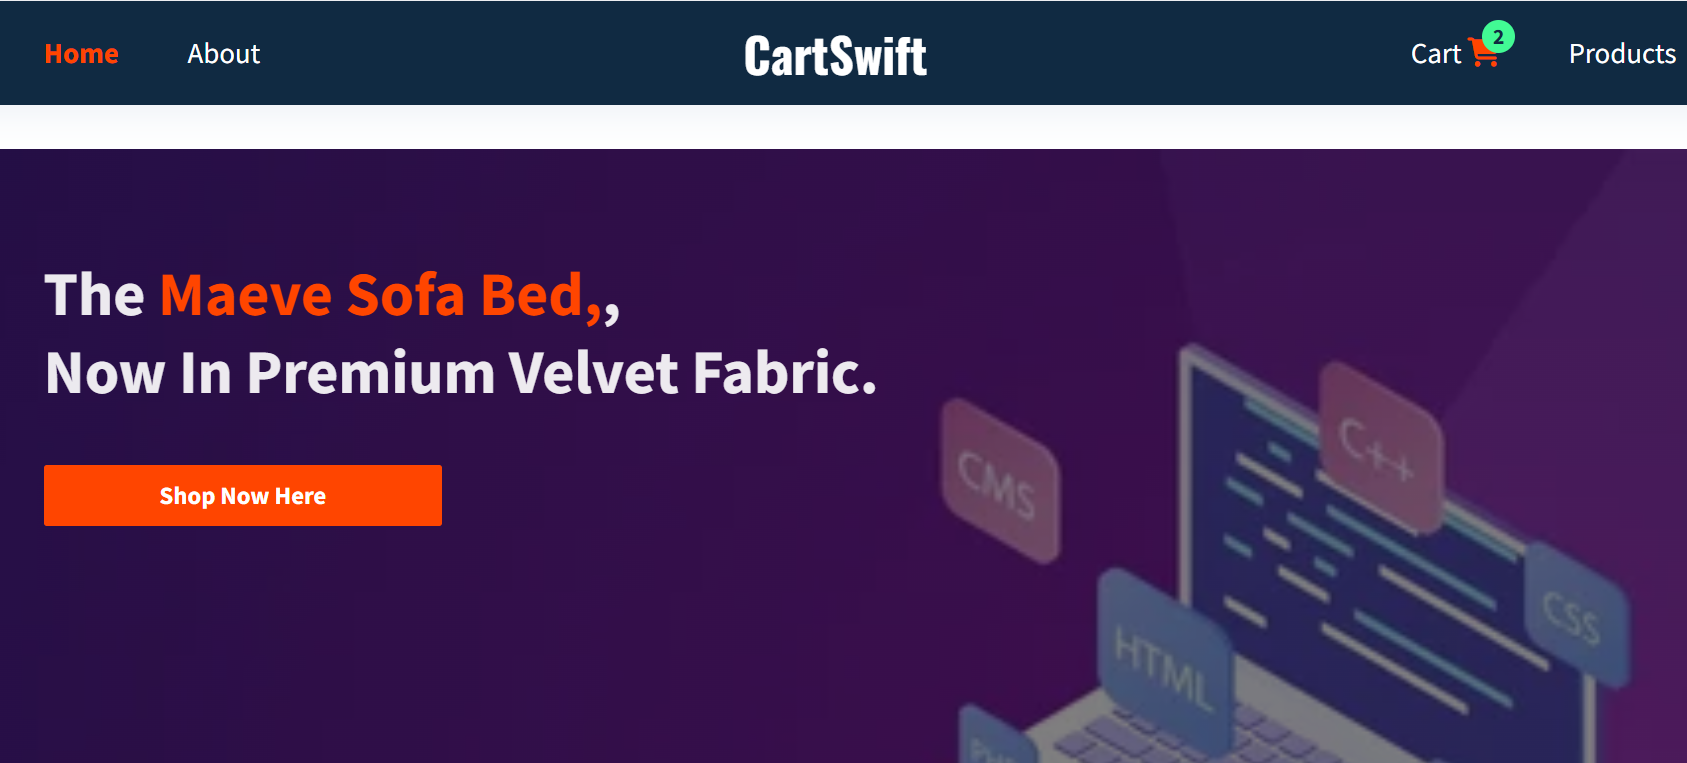 Home About CartSwift Cart 2 Products
The Maeve Sofa Bed,,
Now In Premium Velvet Fabric.
Shop Now Here
C++
CMS
CSS
HTML
PHP